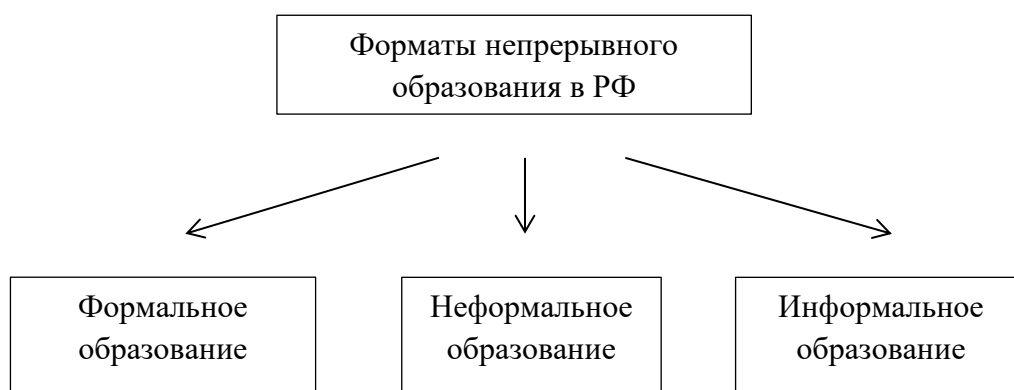 Форматы непрерывного
образования в РФ
Формальное
образование
Неформальное
образование
Информальное
образование